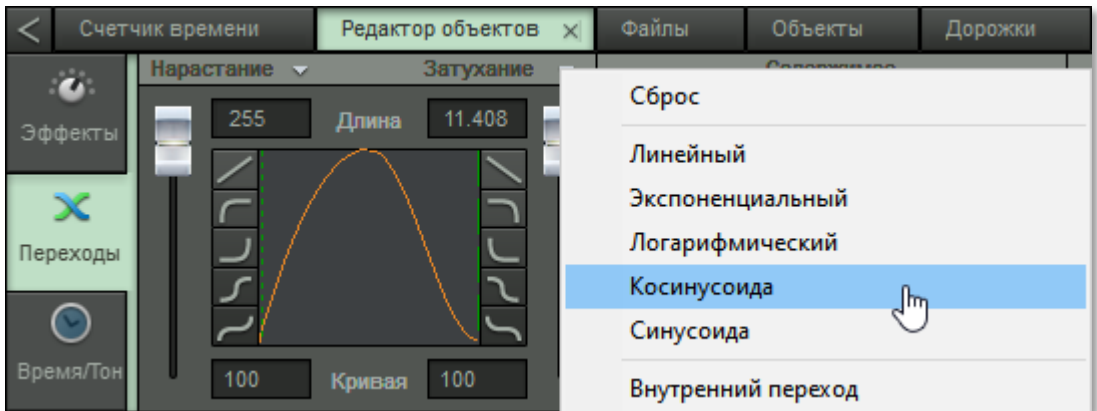 Счетчик времени Редактор объектов Файлы Объекты Дорожки
Нарастание Затухание Содержимое
Эффекты
255 Длина 11.408
Переходы
Время/Тон
100 Кривая 100
Сброс
Линейный
Экспоненциальный
Логарифмический
Косинусоида
Синусоида
Внутренний переход